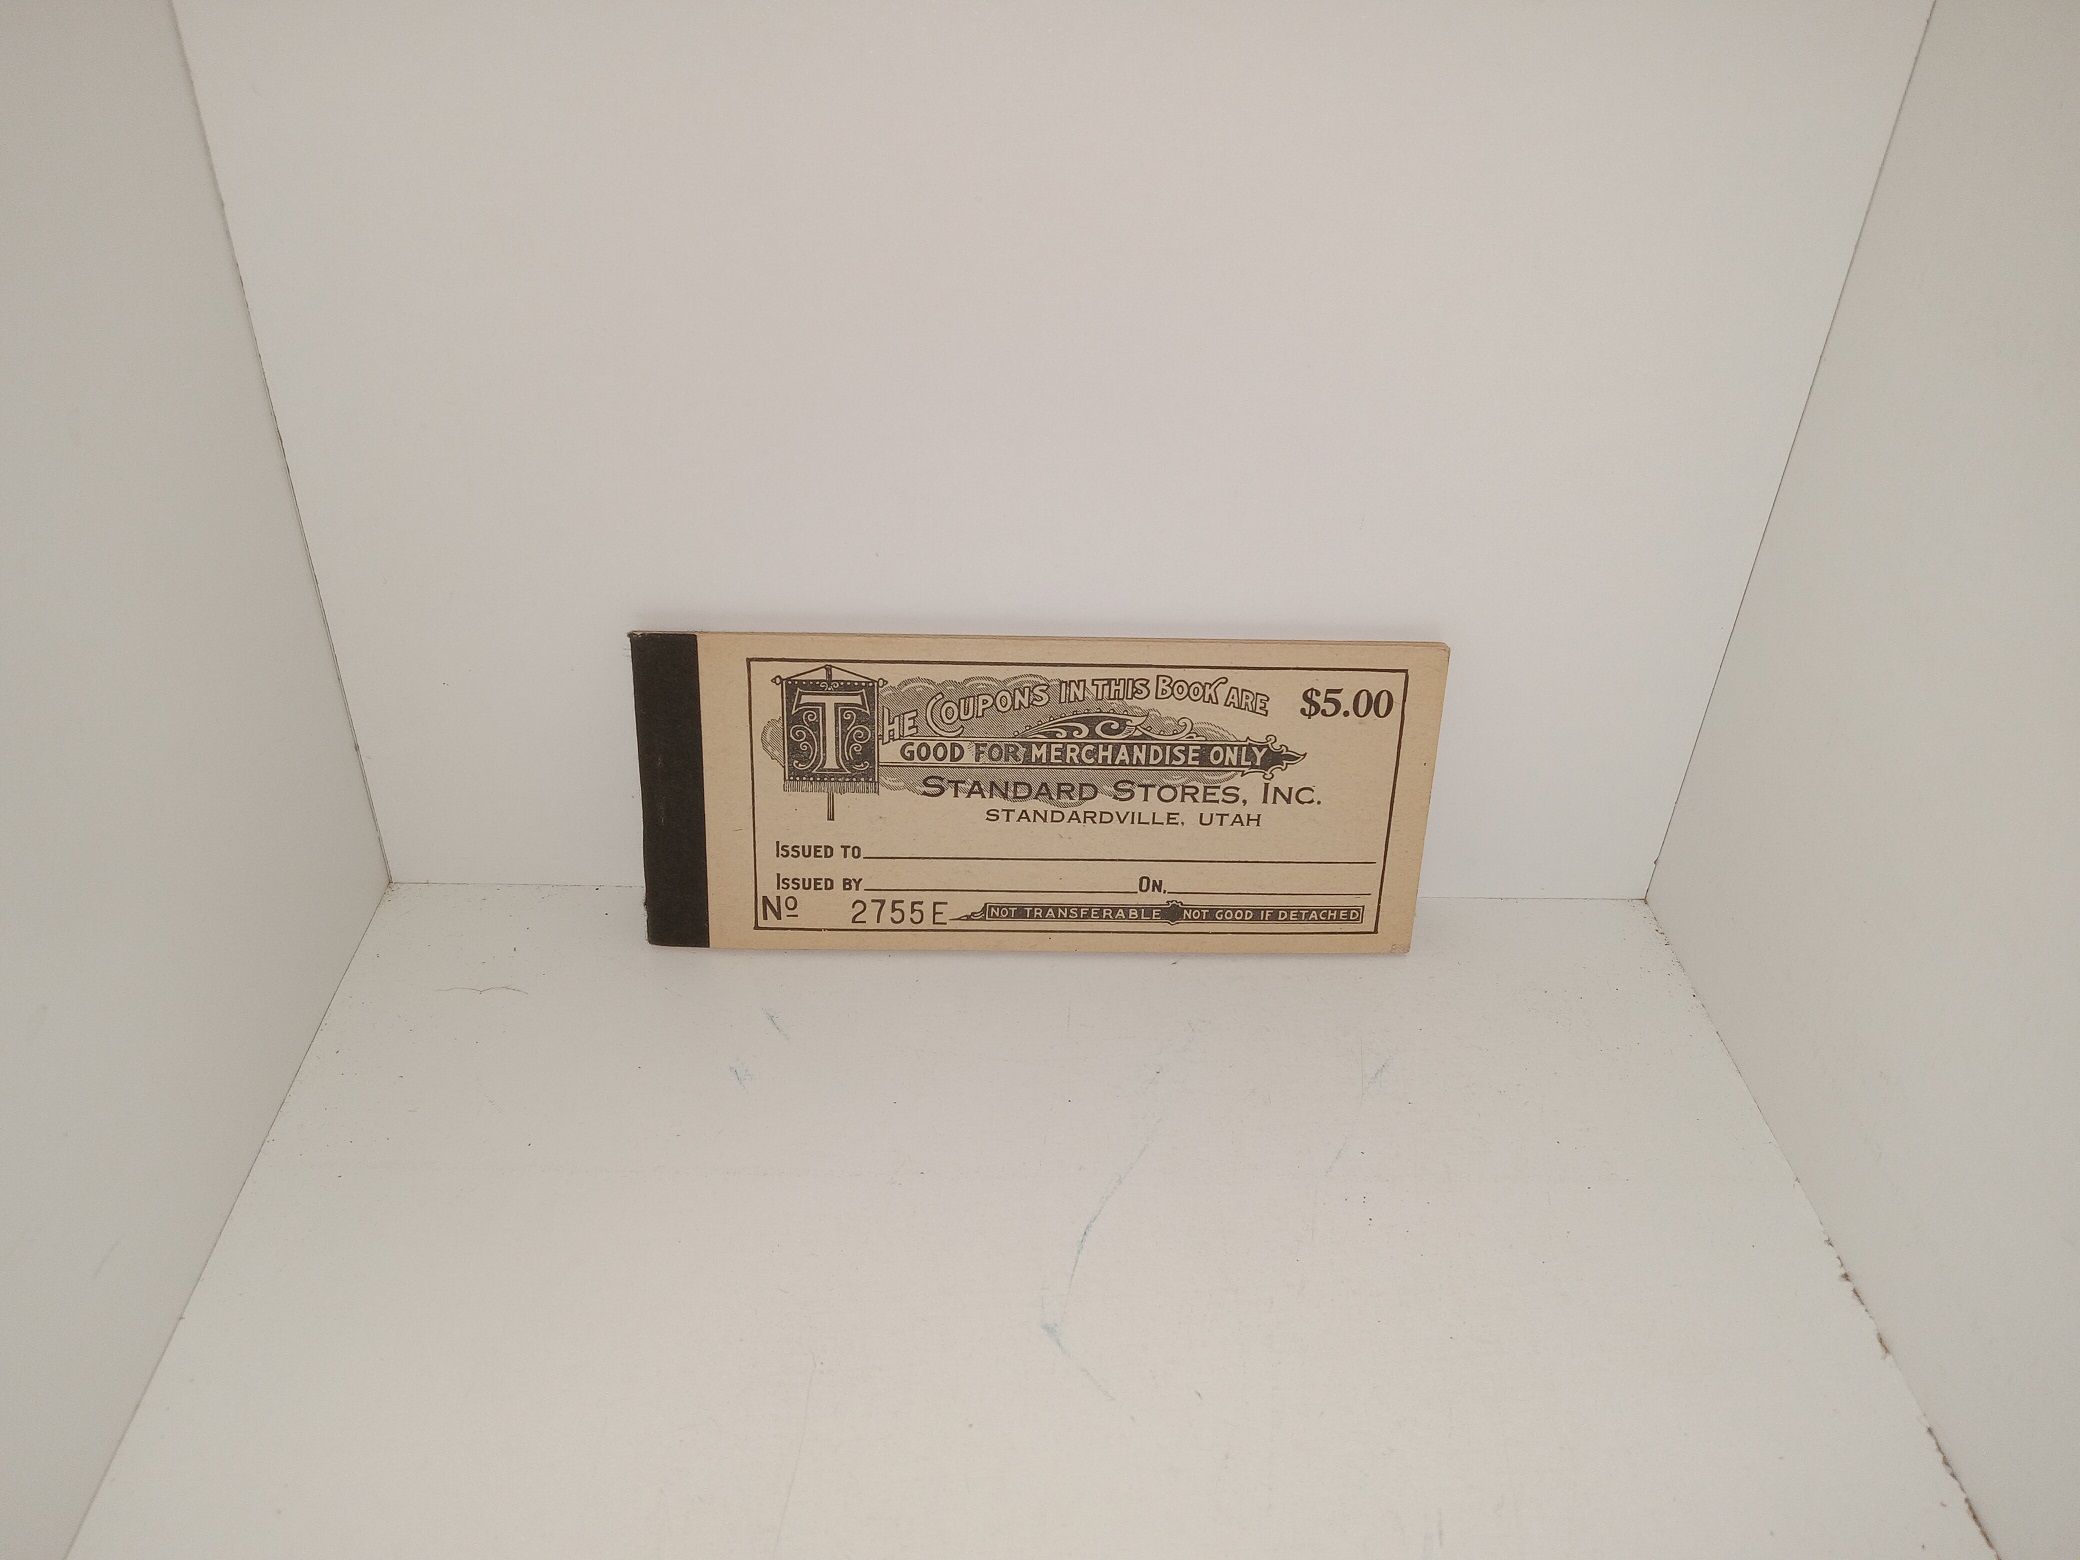 THE COUPONS IN THIS BOOK ARE
$5.00
GOOD FOR MERCHANDISE ONLY
STANDARD STORES, INC.
STANDARDVILLE, UTAH
ISSUED TO
ISSUED BY ON.
Nº 2755E NOT TRANSFERABLE NOT GOOD IF DETACHED